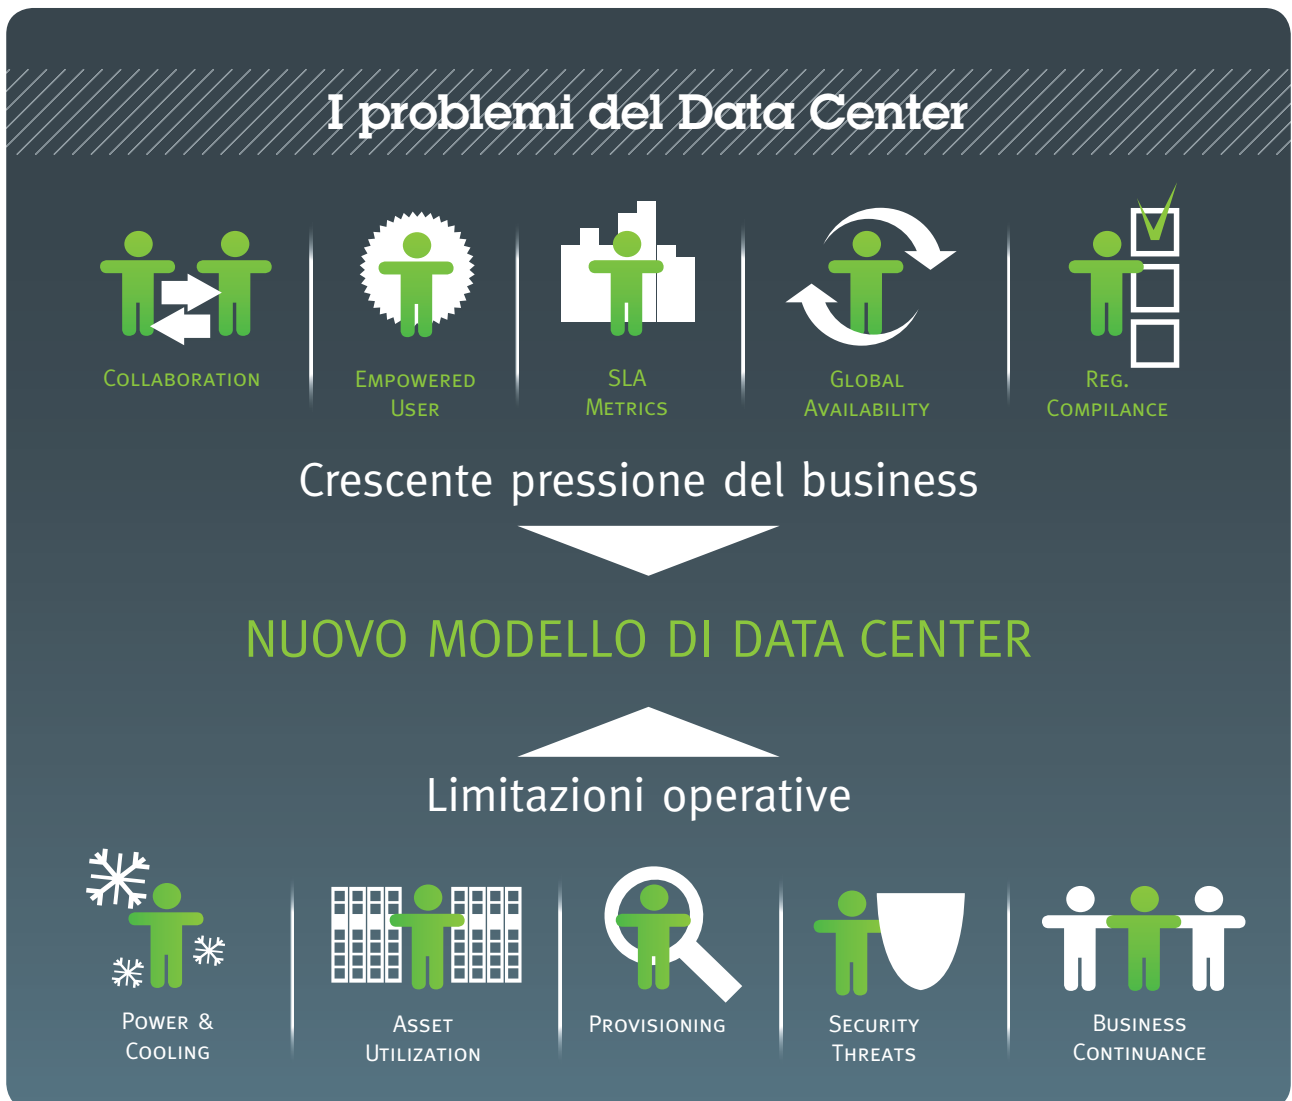 I problemi del Data Center
Collaboration
Empowered
User
SLA
Metrics
Global
Availability
Reg.
Compilance
Crescente pressione del business
NUOVO MODELLO DI DATA CENTER
Limitazioni operative
Power &
Cooling
Asset
Utilization
Provisioning
Security
Threats
Business
Continuance